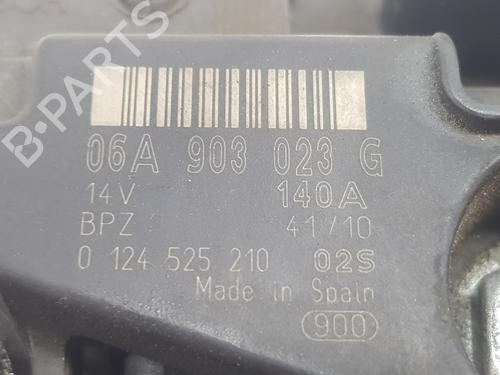 B-PARTS
06A 903 023 G
14V 140A
BPZ 41/10
0 124 525 210 02S
Made in Spain
900